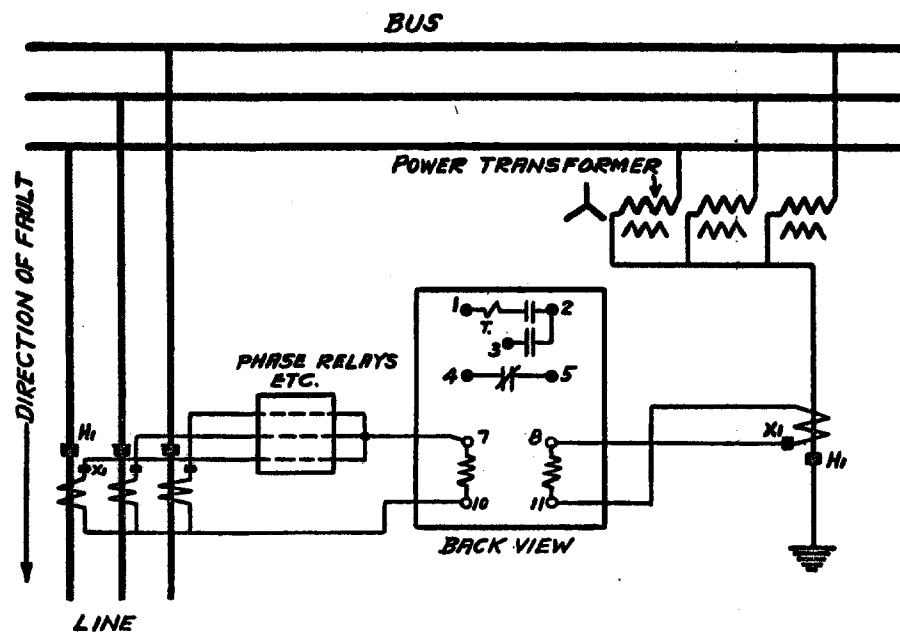 BUS
POWER TRANSFORMER
DIRECTION OF FAULT
1
2
T.
3
PHASE RELAYS
ETC.
4
5
H1
X1
7
8
X1
H1
10
11
BACK VIEW
LINE